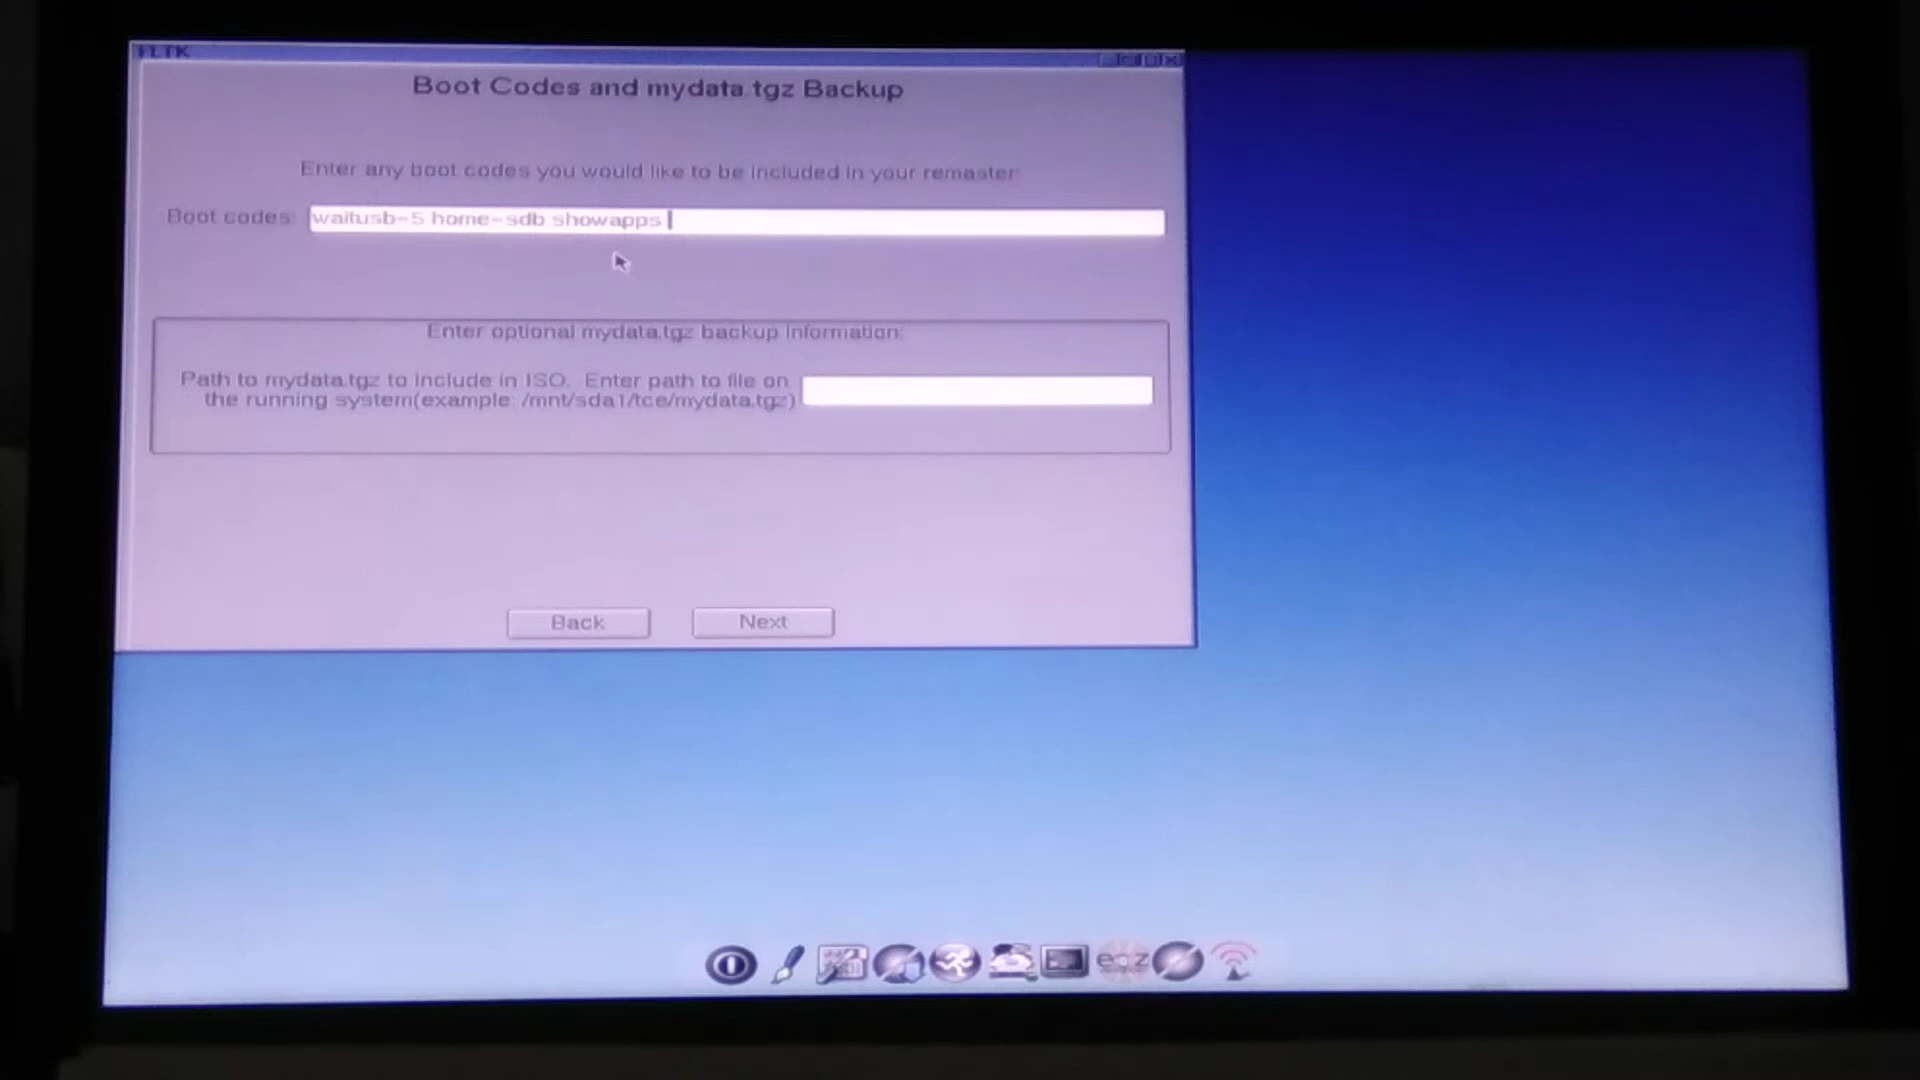 FLTK
Boot Codes and mydata.tgz Backup
Enter any boot codes you would like to be included in your remaster:
Boot codes: waitusb=5 home=sdb showapps
Enter optional mydata.tgz backup information:
Path to mydata.tgz to include in ISO. Enter path to file on
the running system(example: /mnt/sda1/tce/mydata.tgz)
Back Next